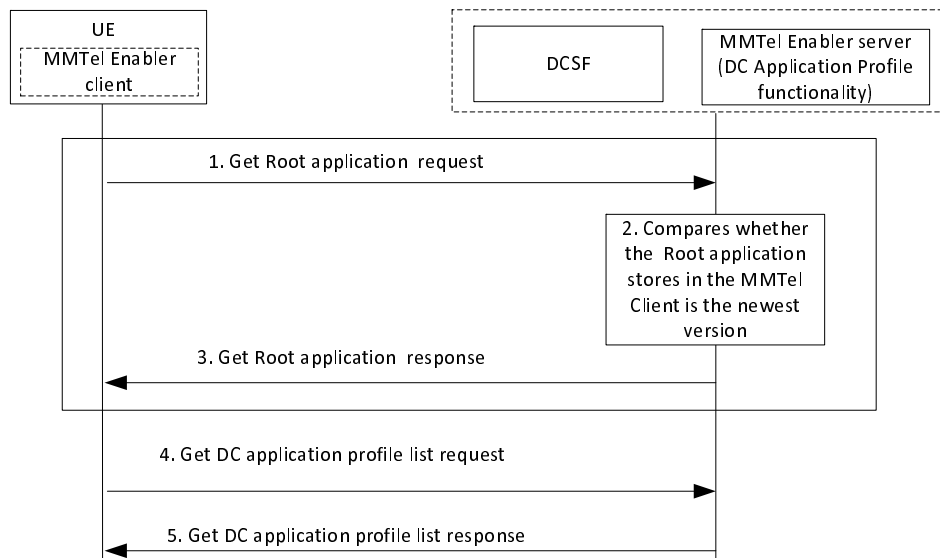 UE
MMTel Enabler
client
DCSF
MMTel Enabler server
(DC Application Profile
functionality)
1. Get Root application request
2. Compares whether
the Root application
stores in the MMTel
Client is the newest
version
3. Get Root application response
4. Get DC application profile list request
5. Get DC application profile list response